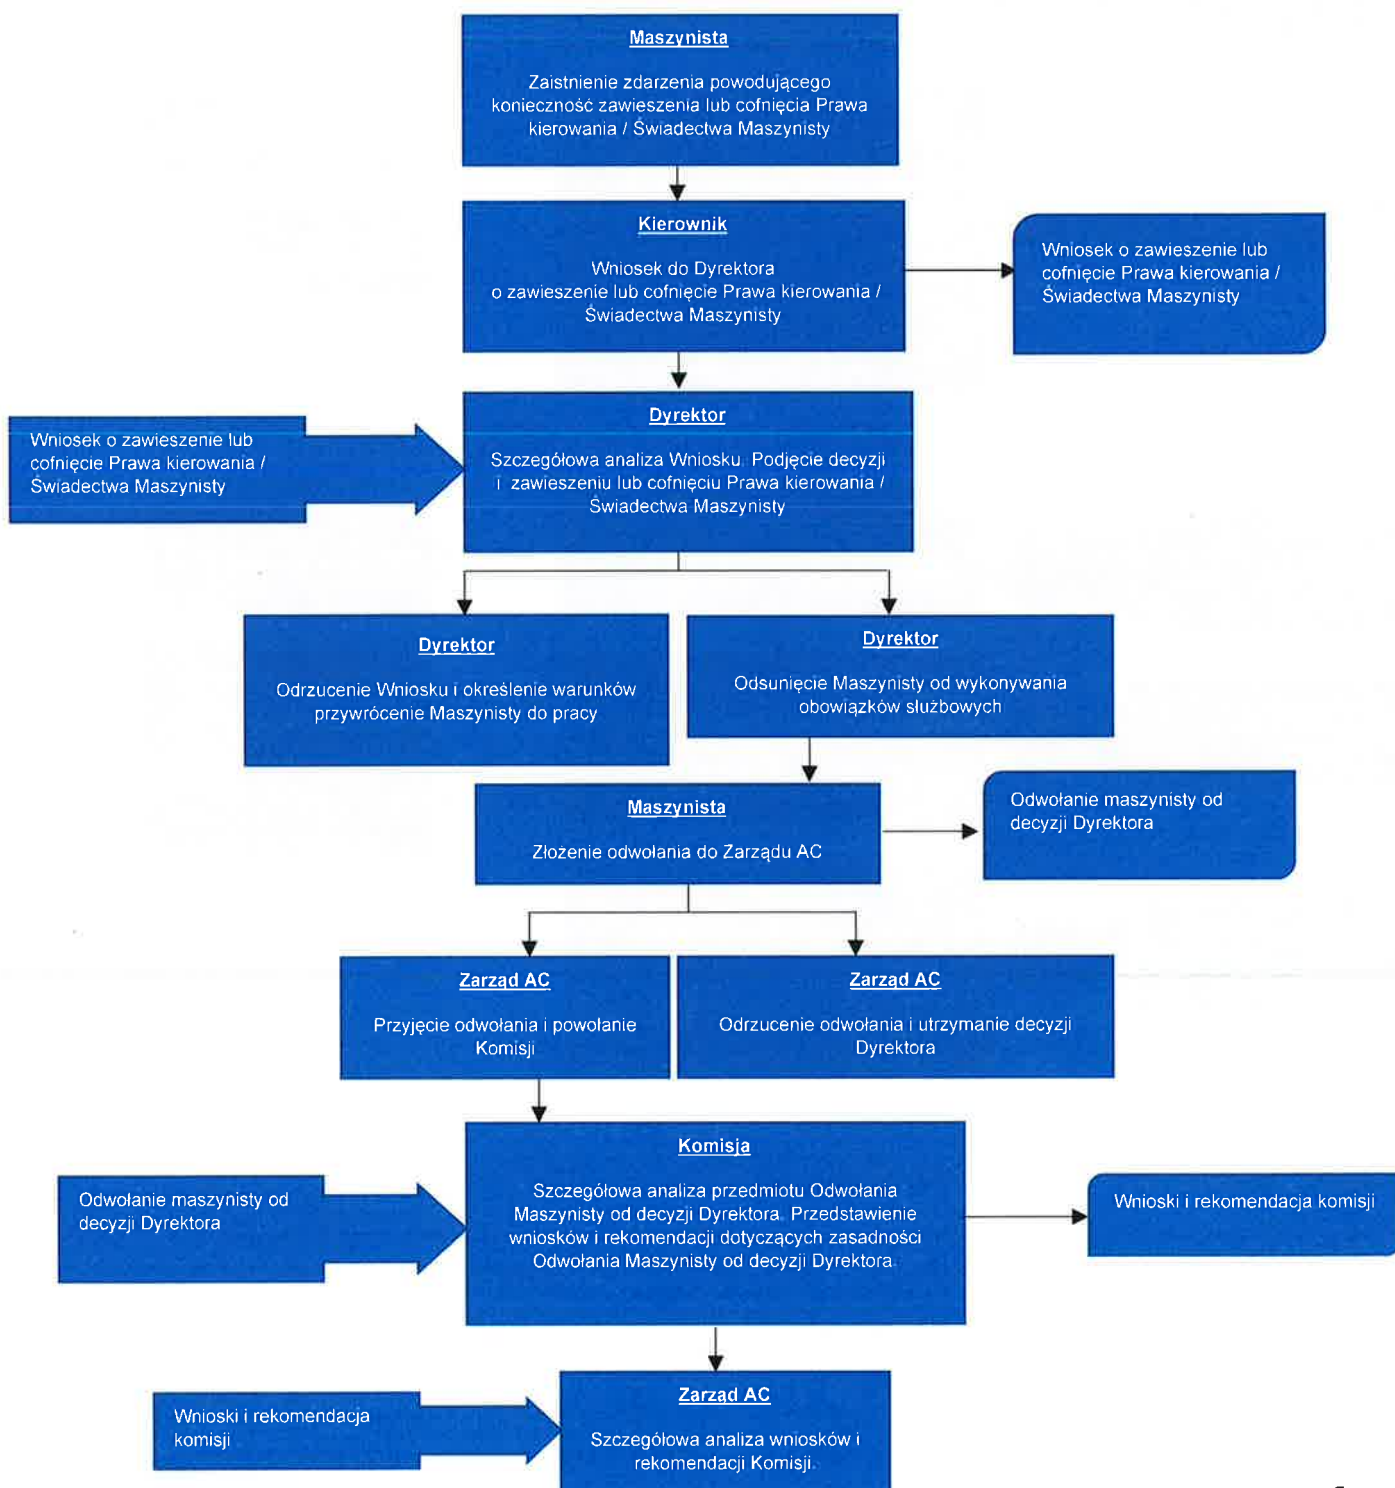 Maszynista
Zaistnienie zdarzenia powodującego
konieczność zawieszenia lub cofnięcia Prawa
kierowania / Świadectwa Maszynisty
Kierownik
Wniosek do Dyrektora
o zawieszenie lub cofnięcie Prawa kierowania /
Świadectwa Maszynisty
Wniosek o zawieszenie lub
cofnięcie Prawa kierowania /
Świadectwa Maszynisty
Wniosek o zawieszenie lub
cofnięcie Prawa kierowania /
Świadectwa Maszynisty
Dyrektor
Szczegółowa analiza Wniosku. Podjęcie decyzji
i zawieszeniu lub cofnięciu Prawa kierowania /
Świadectwa Maszynisty
Dyrektor
Odrzucenie Wniosku i określenie warunków
przywrócenie Maszynisty do pracy
Dyrektor
Odsunięcie Maszynisty od wykonywania
obowiązków służbowych
Maszynista
Złożenie odwołania do Zarządu AC
Odwołanie maszynisty od
decyzji Dyrektora
Zarząd AC
Przyjęcie odwołania i powołanie
Komisji
Zarząd AC
Odrzucenie odwołania i utrzymanie decyzji
Dyrektora
Odwołanie maszynisty od
decyzji Dyrektora
Komisja
Szczegółowa analiza przedmiotu Odwołania
Maszynisty od decyzji Dyrektora. Przedstawienie
wniosków i rekomendacji dotyczących zasadności
Odwołania Maszynisty od decyzji Dyrektora.
Wnioski i rekomendacja komisji
Wnioski i rekomendacja
komisji
Zarząd AC
Szczegółowa analiza wniosków i
rekomendacji Komisji.